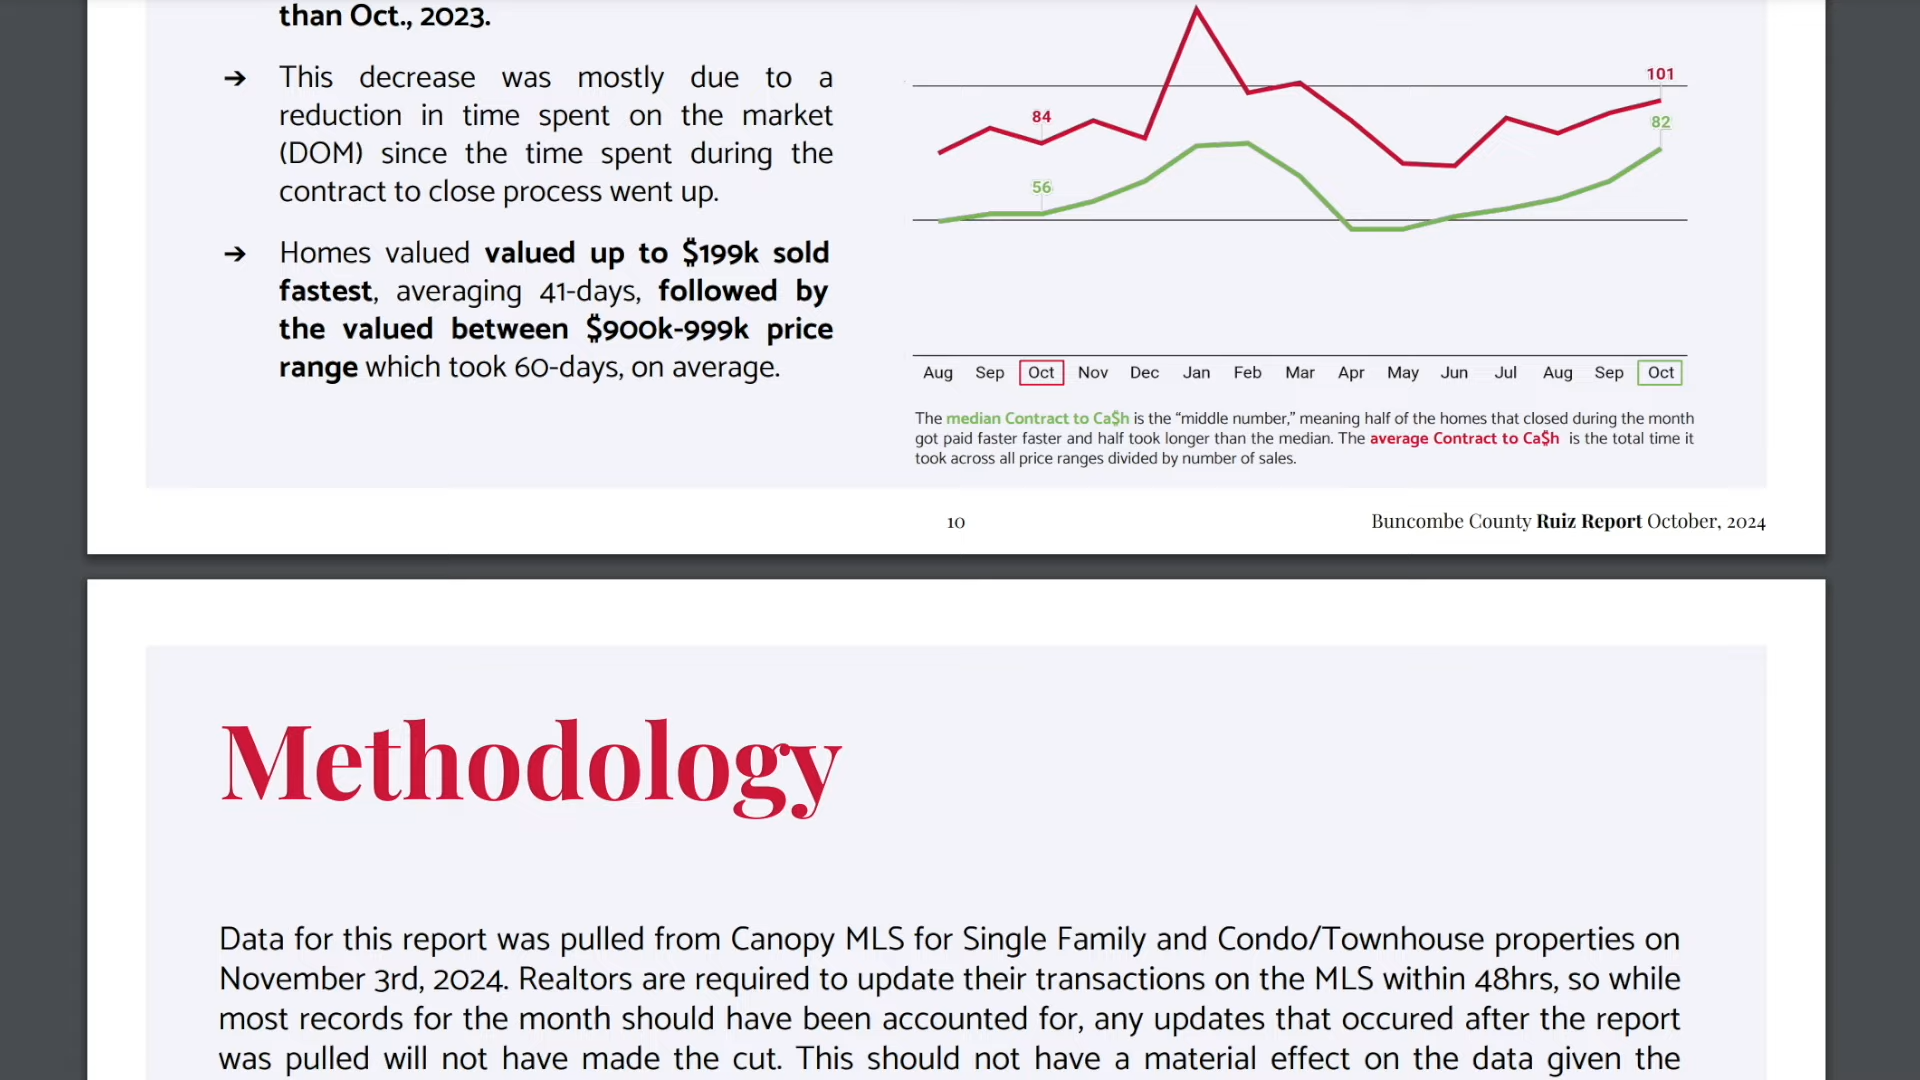 than Oct., 2023.
➔ This decrease was mostly due to a
reduction in time spent on the market
(DOM) since the time spent during the
contract to close process went up.
➔ Homes valued valued up to $199k sold
fastest, averaging 41-days, followed by
the valued between $900k-999k price
range which took 60-days, on average.
84
56
101
82
Aug Sep Oct Nov Dec Jan Feb Mar Apr May Jun Jul Aug Sep Oct
The median Contract to Ca$h is the “middle number,” meaning half of the homes that closed during the month
got paid faster faster and half took longer than the median. The average Contract to Ca$h is the total time it
took across all price ranges divided by number of sales.
10
Buncombe County Ruiz Report October, 2024
Methodology
Data for this report was pulled from Canopy MLS for Single Family and Condo/Townhouse properties on
November 3rd, 2024. Realtors are required to update their transactions on the MLS within 48hrs, so while
most records for the month should have been accounted for, any updates that occured after the report
was pulled will not have made the cut. This should not have a material effect on the data given the